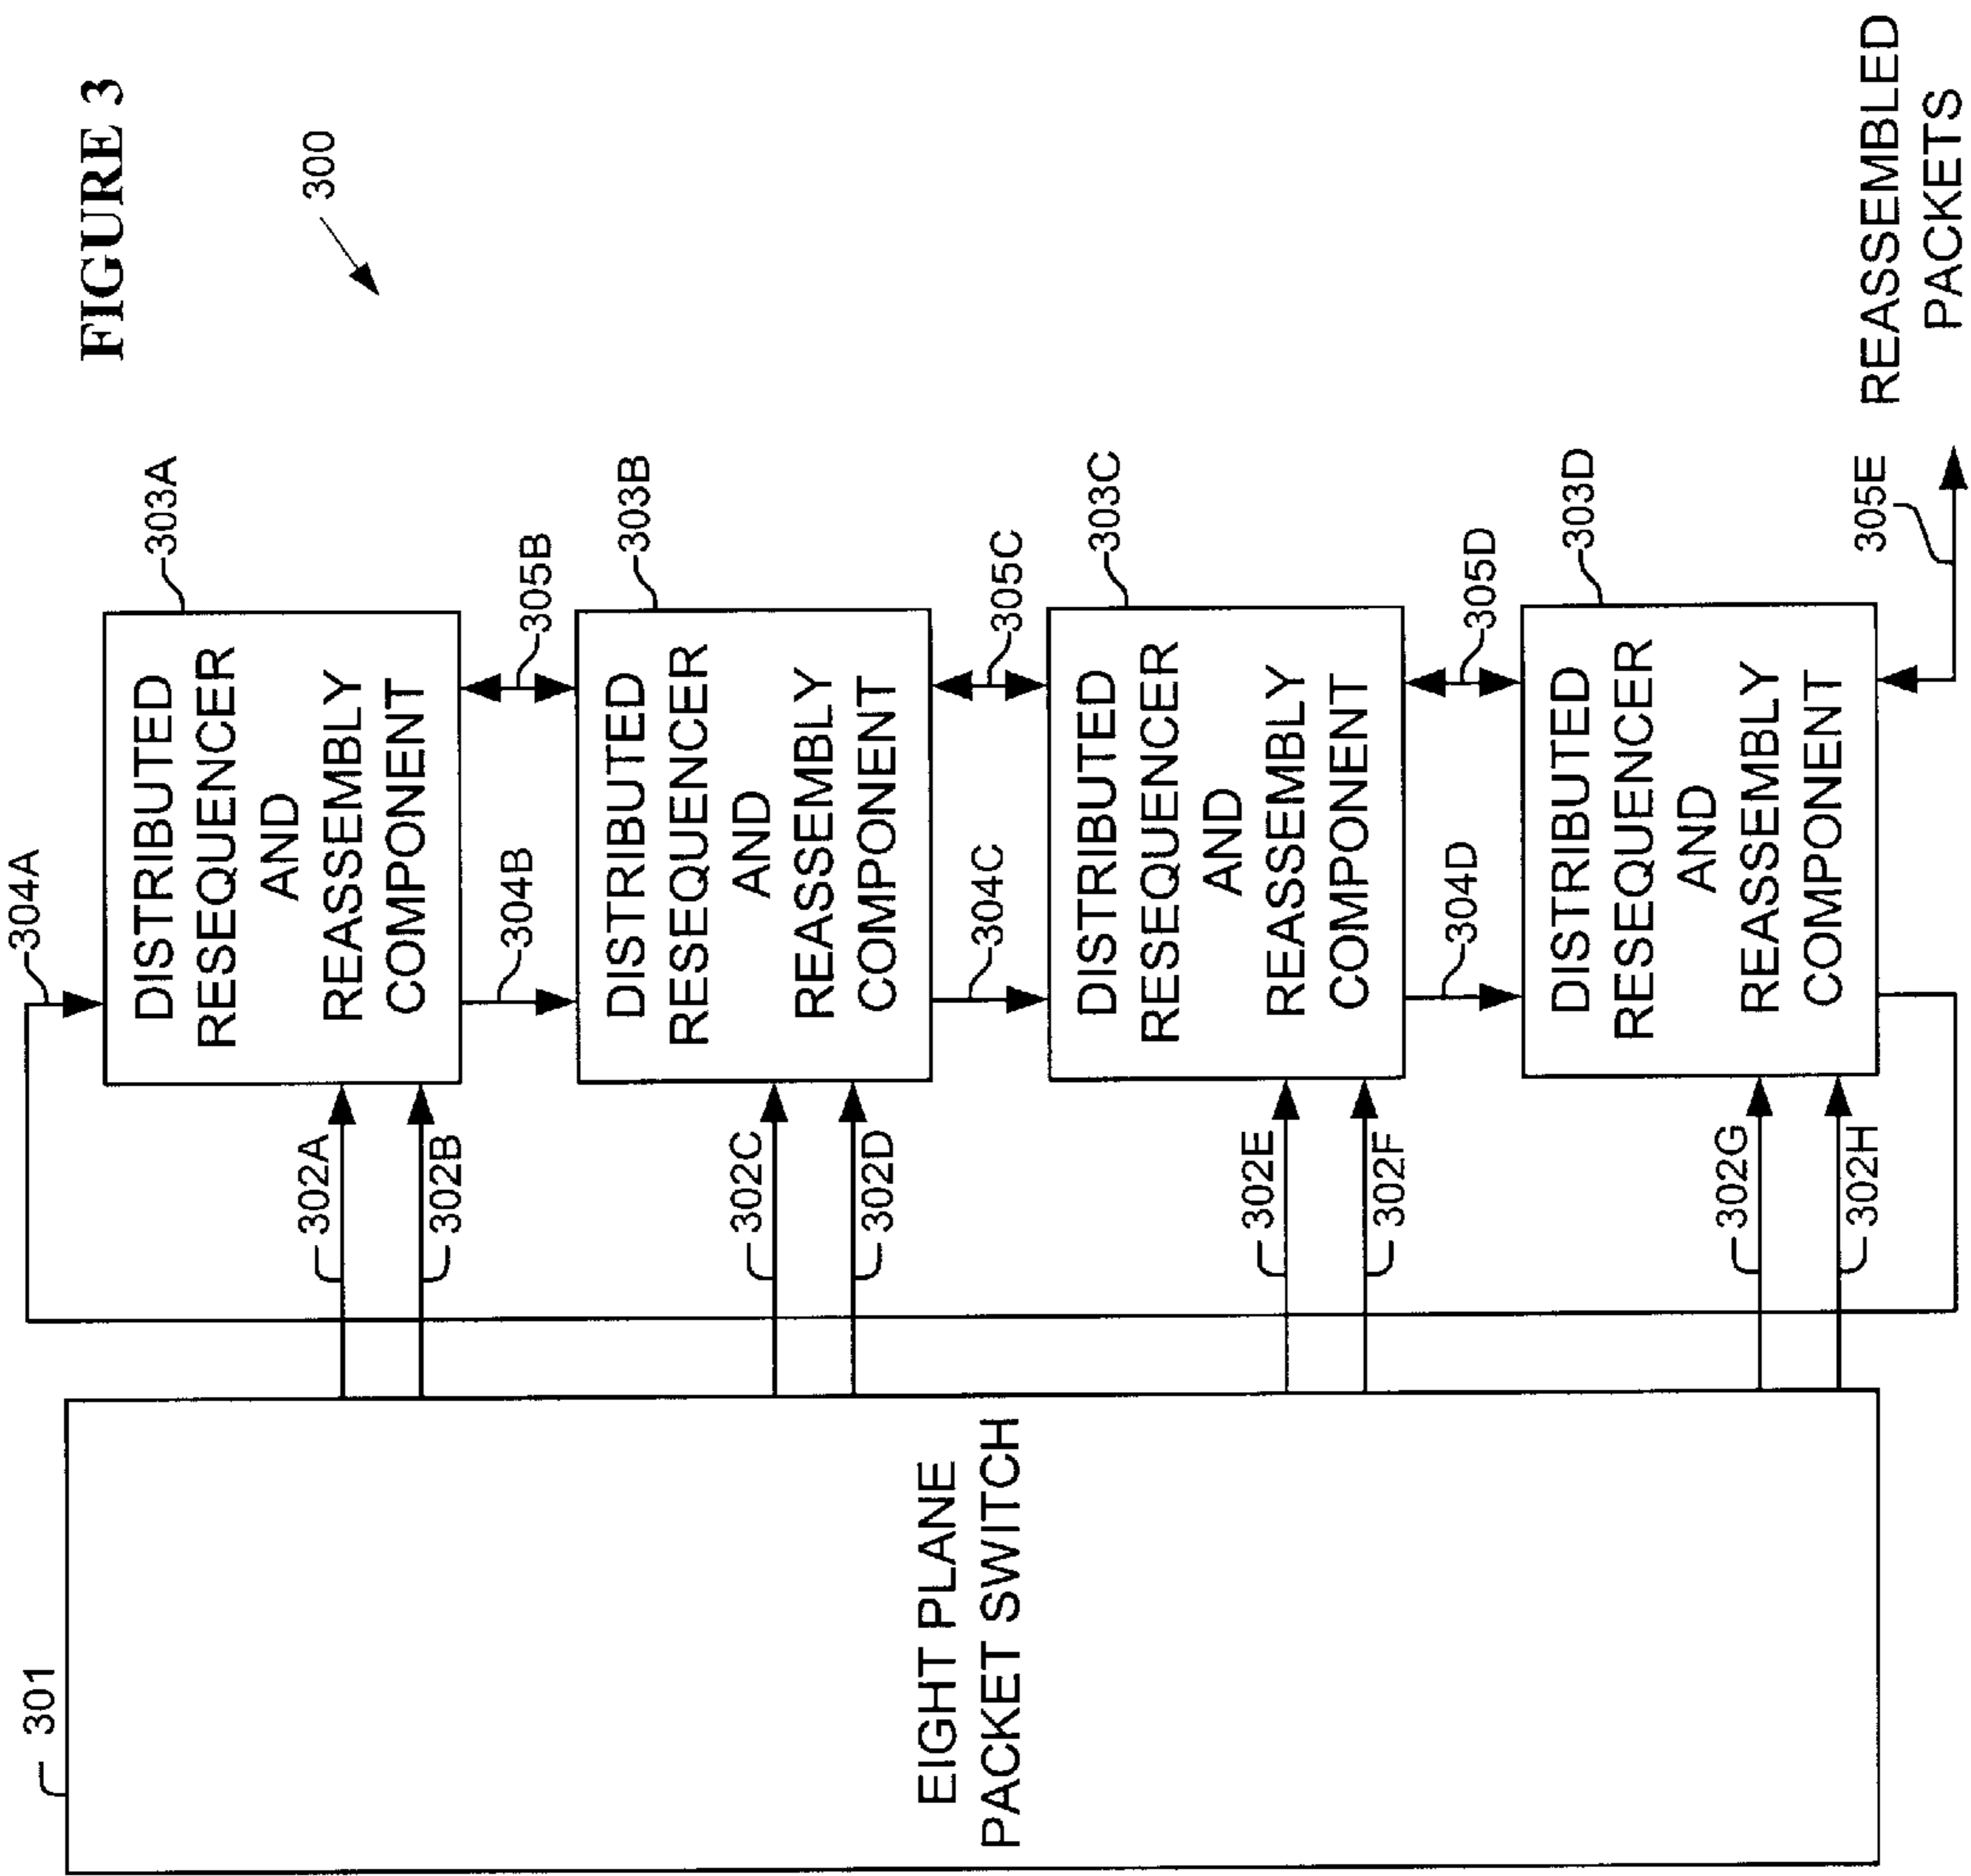 FIGURE 3
300
301
EIGHT PLANE
PACKET SWITCH
302A
302B
302C
302D
302E
302F
302G
302H
304A
303A
DISTRIBUTED
RESEQUENCER
AND
REASSEMBLY
COMPONENT
304B
305B
303B
DISTRIBUTED
RESEQUENCER
AND
REASSEMBLY
COMPONENT
304C
305C
303C
DISTRIBUTED
RESEQUENCER
AND
REASSEMBLY
COMPONENT
304D
305D
303D
DISTRIBUTED
RESEQUENCER
AND
REASSEMBLY
COMPONENT
305E
REASSEMBLED
PACKETS